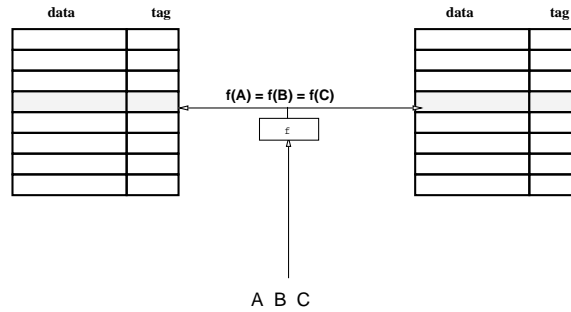 data tag data tag
f(A) = f(B) = f(C)
f
A B C